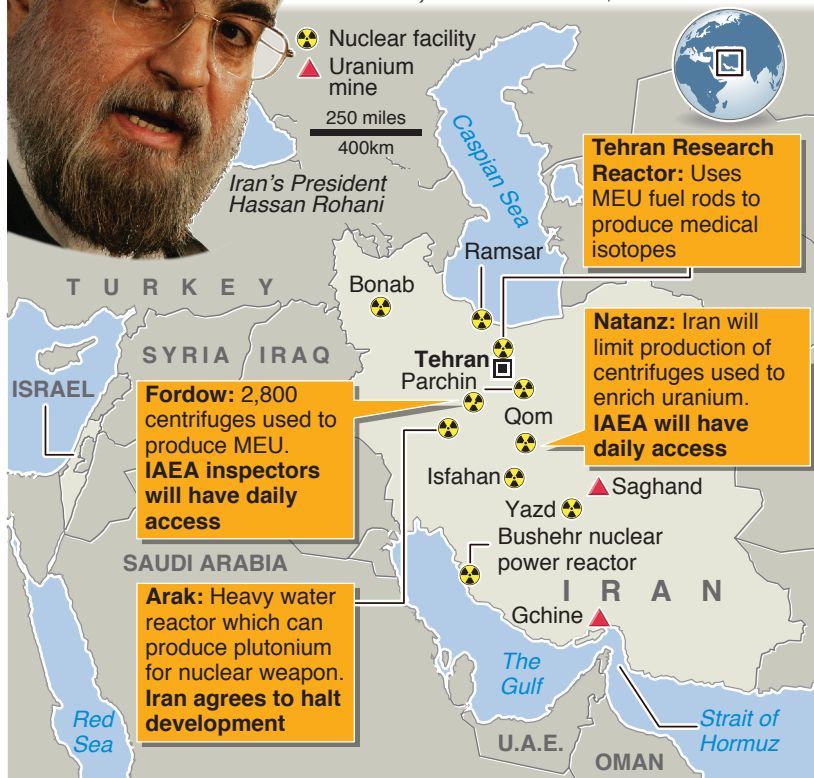 Nuclear facility
Uranium
mine
250 miles
400km
Iran's President
Hassan Rohani
Caspian Sea
Tehran Research
Reactor: Uses
MEU fuel rods to
produce medical
isotopes
Ramsar
Bonab
TURKEY
SYRIA
IRAQ
ISRAEL
Tehran
Parchin
Natanz: Iran will
limit production of
centrifuges used to
enrich uranium.
IAEA will have
daily access
Fordow: 2,800
centrifuges used to
produce MEU.
IAEA inspectors
will have daily
access
Qom
Isfahan
Saghand
Yazd
Bushehr nuclear
power reactor
SAUDI ARABIA
IRAN
Gchine
Arak: Heavy water
reactor which can
produce plutonium
for nuclear weapon.
Iran agrees to halt
development
The
Gulf
Red
Sea
Strait of
Hormuz
U.A.E.
OMAN